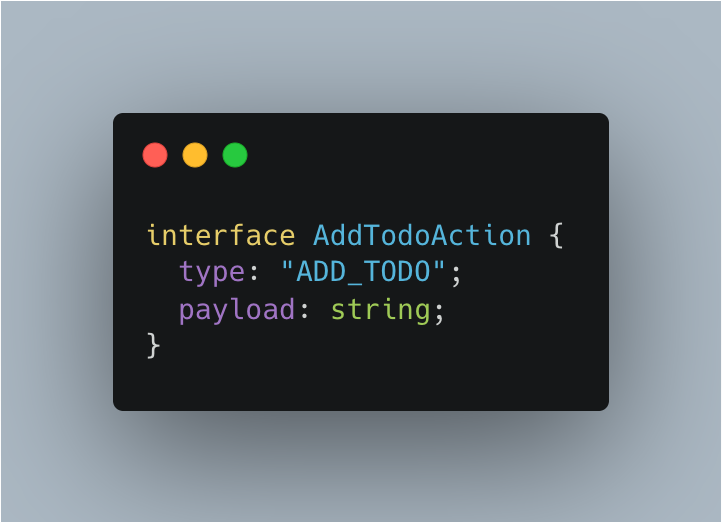 interface AddTodoAction {
  type: "ADD_TODO";
  payload: string;
}